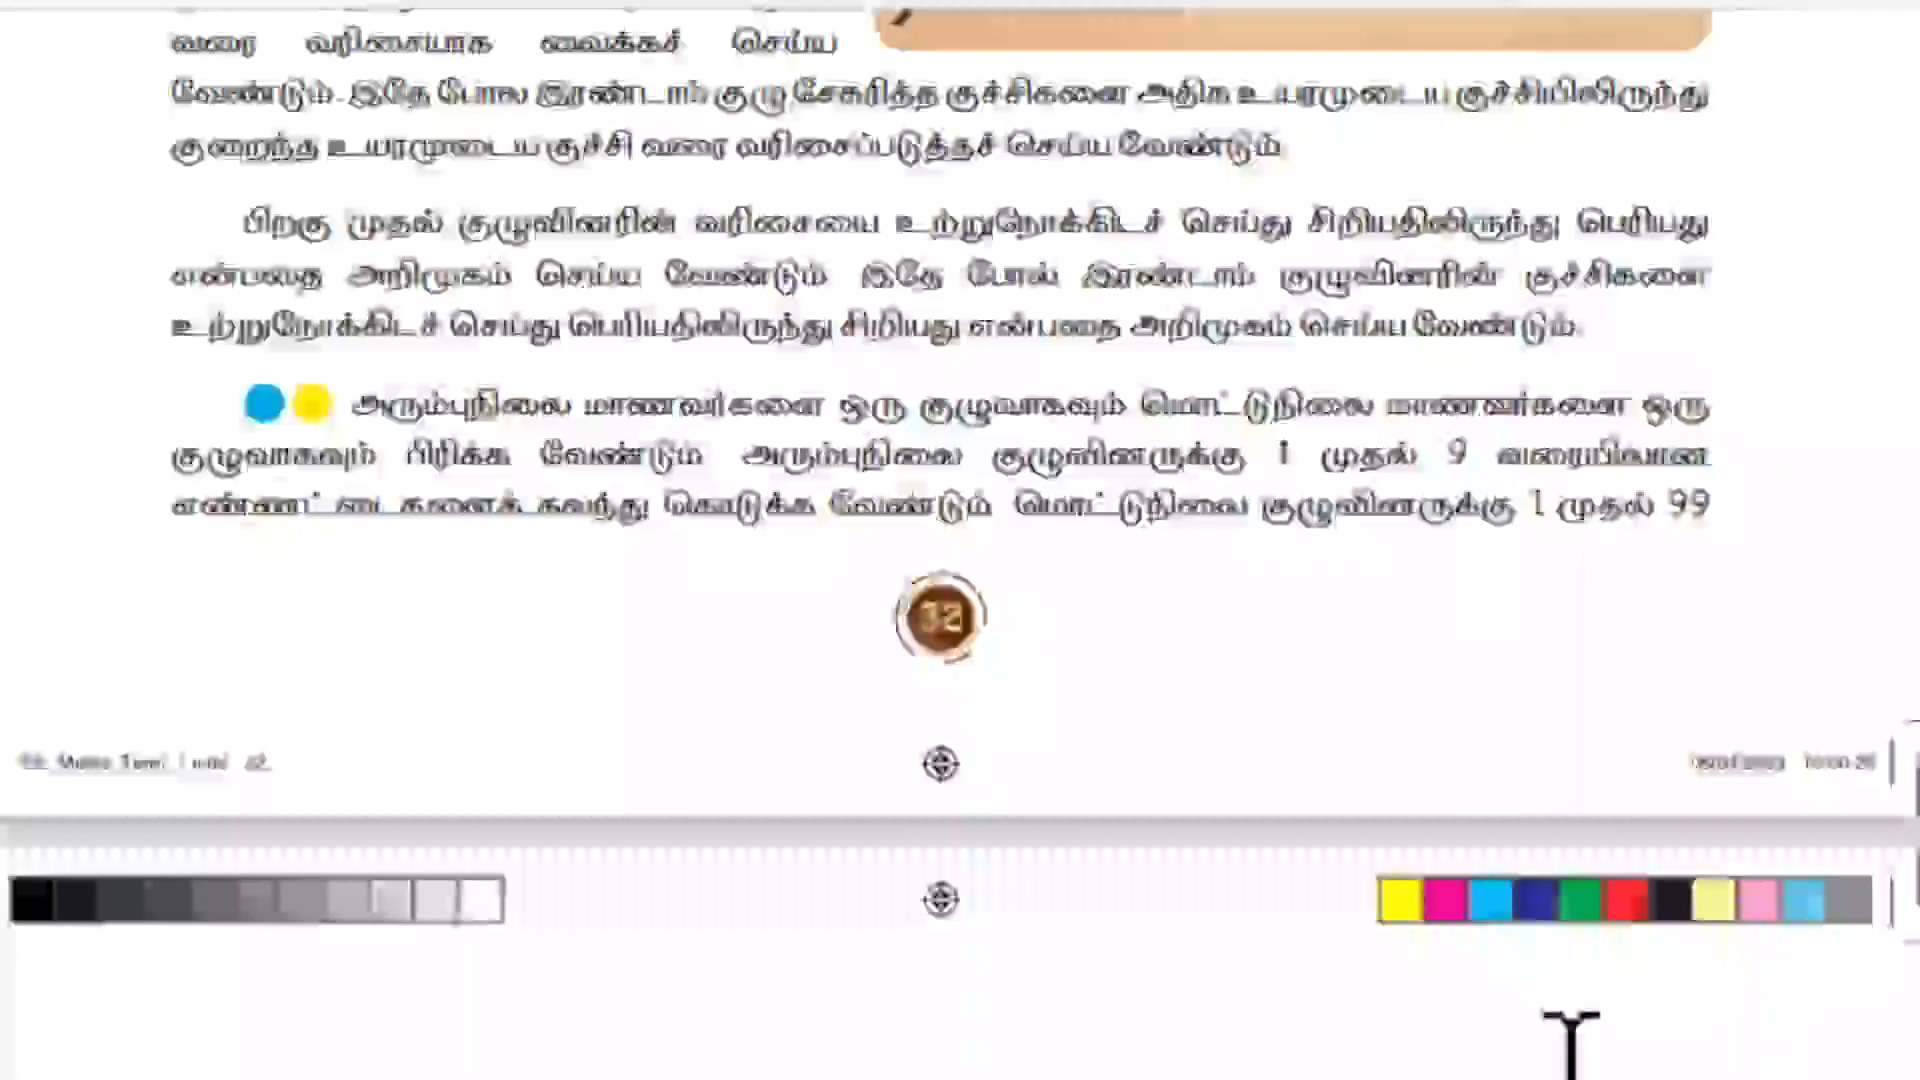 வரை வரிசையாக வைக்கச் செய்ய
வேண்டும். இதே போல இரண்டாம் குழு சேகரித்த குச்சிகளை அதிக உயரமுடைய குச்சியிலிருந்து
குறைந்த உயரமுடைய குச்சி வரை வரிசைப்படுத்தச் செய்ய வேண்டும்.
பிறகு முதல் குழுவினரின் வரிசையை உற்றுநோக்கிடச் செய்து சிறியதிலிருந்து பெரியது
என்பதை அறிமுகம் செய்ய வேண்டும். இதே போல் இரண்டாம் குழுவினரின் குச்சிகளை
உற்றுநோக்கிடச் செய்து பெரியதிலிருந்து சிறியது என்பதை அறிமுகம் செய்ய வேண்டும்.
அரும்புநிலை மாணவர்களை ஒரு குழுவாகவும் மொட்டுநிலை மாணவர்களை ஒரு
குழுவாகவும் பிரிக்க வேண்டும். அரும்புநிலை குழுவினருக்கு 1 முதல் 9 வரையிலான
எண்ணட்டைகளைக் கலந்து கொடுக்க வேண்டும். மொட்டுநிலை குழுவினருக்கு 1 முதல் 99
32